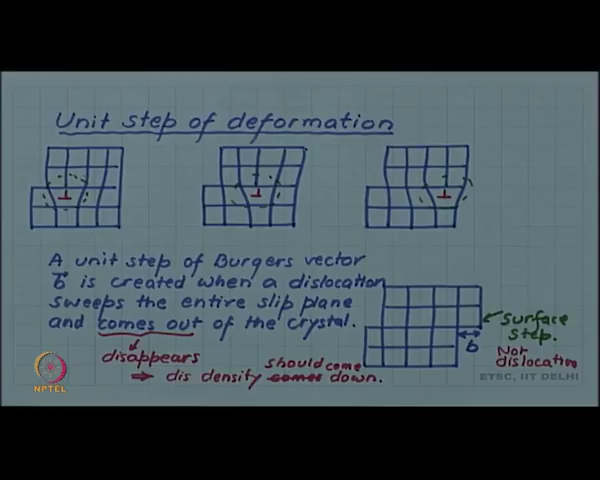 Unit step of deformation
A unit step of Burgers vector
b is created when a dislocation
sweeps the entire slip plane
and comes out of the crystal.
disappears
⇒ dis density comes should come down.
b
Surface
step.
Not
dislocation
NPTEL
ETSC, IIT DELHI